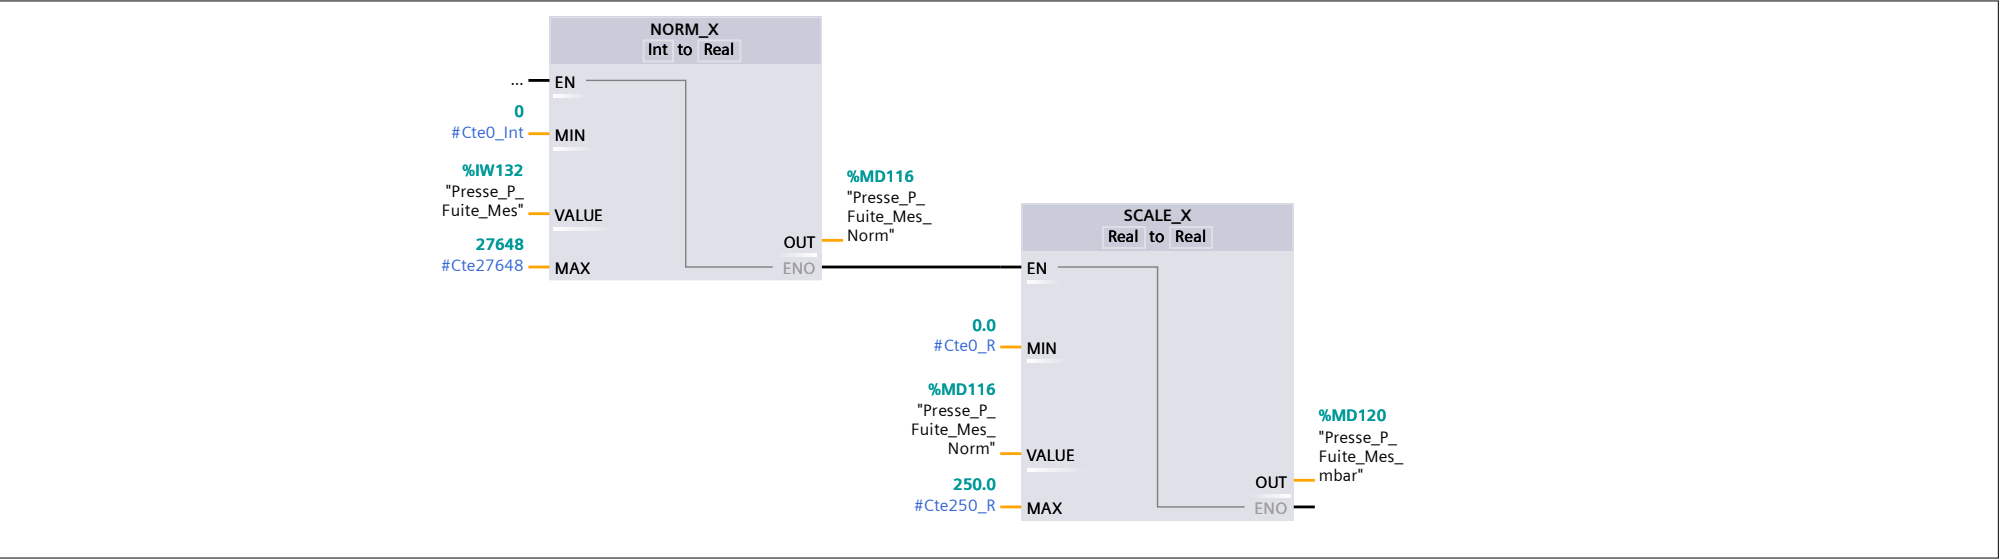 NORM_X
Int to Real
... EN
0
#Cte0_Int
MIN
%IW132
"Presse_P_
Fuite_Mes"
VALUE
27648
#Cte27648
MAX
%MD116
"Presse_P_
Fuite_Mes_
Norm"
OUT
ENO
SCALE_X
Real to Real
EN
0.0
#Cte0_R
MIN
%MD116
"Presse_P_
Fuite_Mes_
Norm"
VALUE
250.0
#Cte250_R
MAX
%MD120
"Presse_P_
Fuite_Mes_
mbar"
OUT
ENO